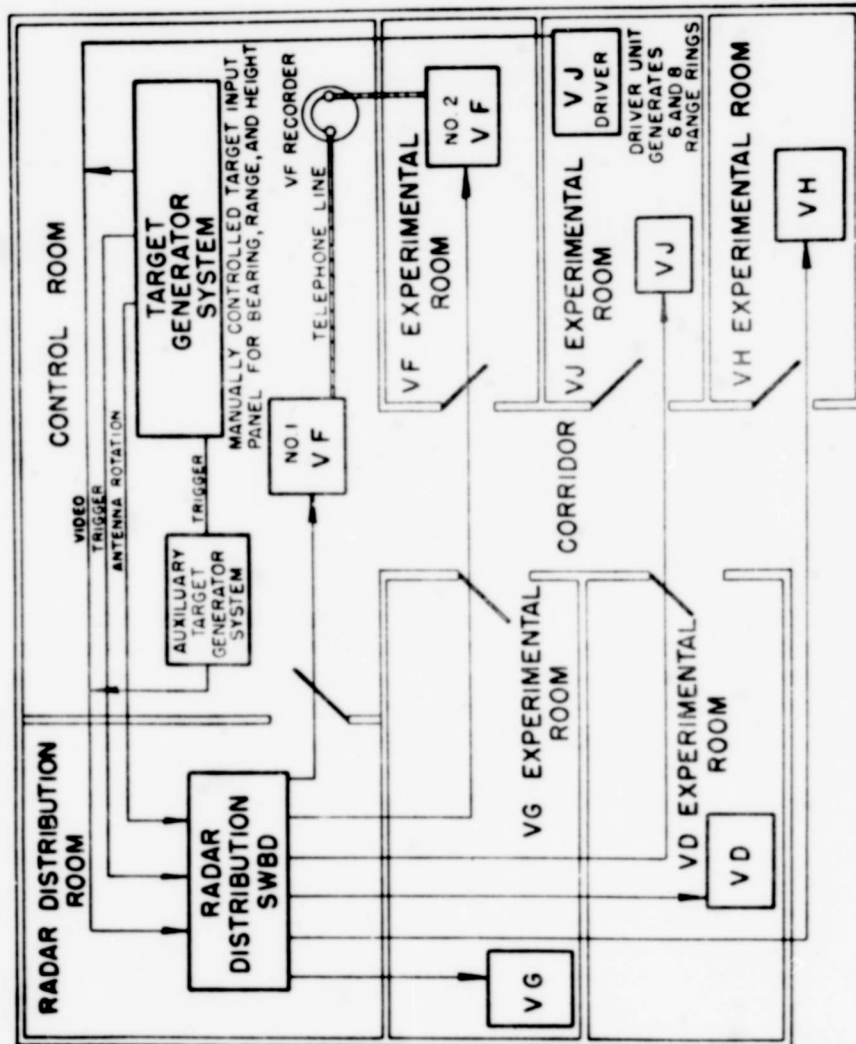 RADAR DISTRIBUTION
ROOM
CONTROL ROOM
VIDEO
TRIGGER
ANTENNA ROTATION
TARGET
GENERATOR
SYSTEM
TRIGGER
AUXILUARY
TARGET
GENERATOR
SYSTEM
MANUALLY CONTROLLED TARGET INPUT
PANEL FOR BEARING, RANGE, AND HEIGHT
RADAR
DISTRIBUTION
SWBD
NO. 1
VF
TELEPHONE LINE
VF RECORDER
VG EXPERIMENTAL
ROOM
VG
VF EXPERIMENTAL
ROOM
NO. 2
VF
CORRIDOR
VD EXPERIMENTAL
ROOM
VD
VJ EXPERIMENTAL
ROOM
VJ
VJ
DRIVER
DRIVER UNIT
GENERATES
6 AND 8
RANGE RINGS
VH EXPERIMENTAL ROOM
VH